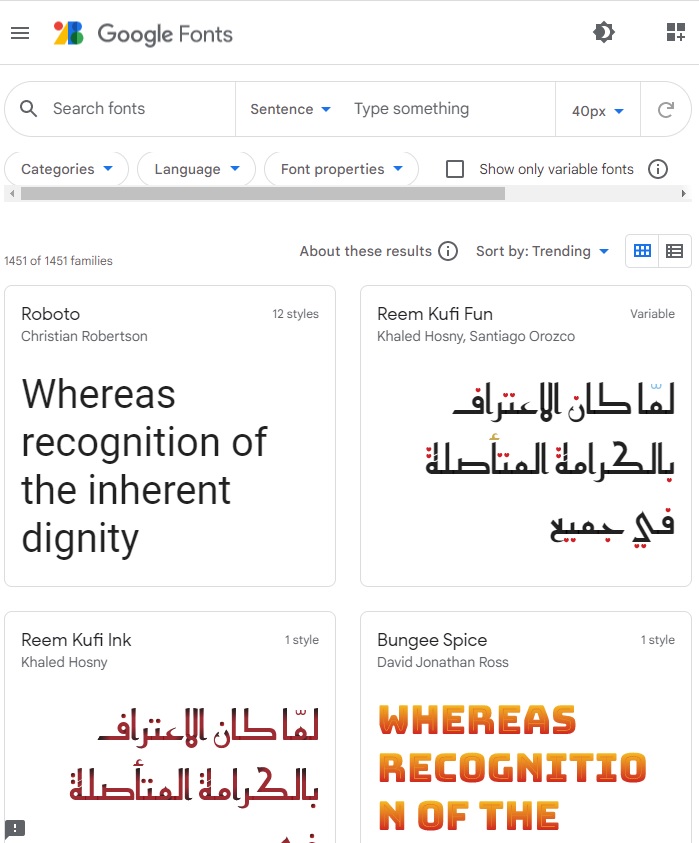 Google Fonts
Search fonts
Sentence
Type something
40px
Categories
Language
Font properties
Show only variable fonts
1451 of 1451 families
About these results
Sort by: Trending
Roboto
12 styles
Christian Robertson
Whereas
recognition of
the inherent
dignity
Reem Kufi Fun
Variable
Khaled Hosny, Santiago Orozco
لمّا كان الاعتراف
بالكرامة المتأصلة
في جميع
Reem Kufi Ink
1 style
Khaled Hosny
لمّا كان الاعتراف
بالكرامة المتأصلة
Bungee Spice
1 style
David Jonathan Ross
WHEREAS
RECOGNITIO
N OF THE